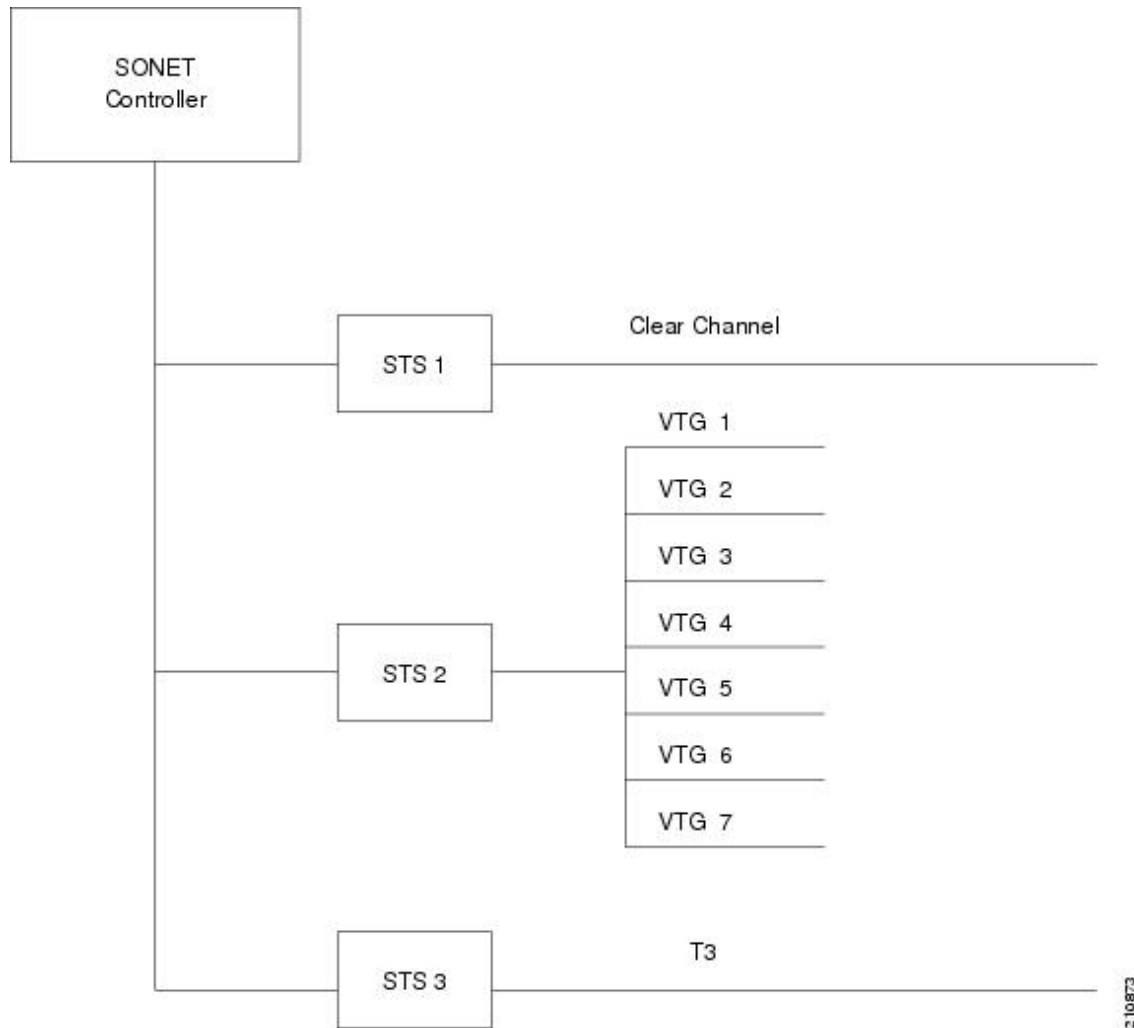 SONET
Controller
STS 1
Clear Channel
VTG 1
VTG 2
VTG 3
VTG 4
STS 2
VTG 5
VTG 6
VTG 7
STS 3
T3
210873